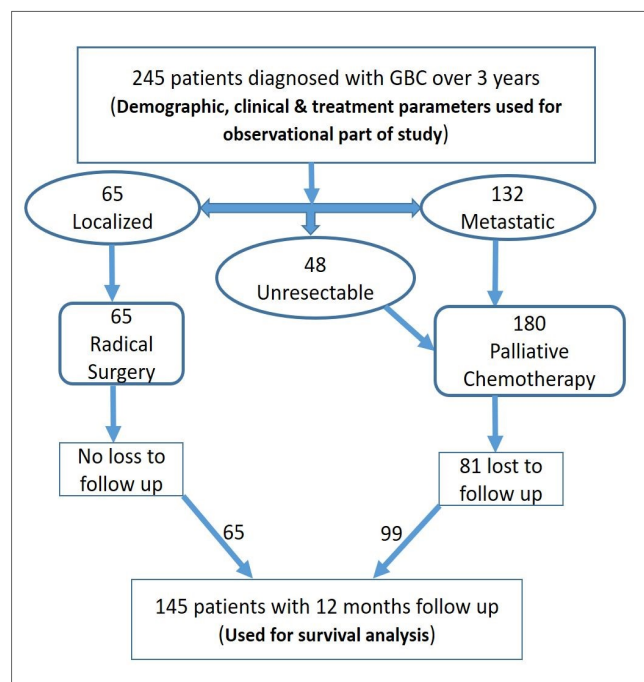 245 patients diagnosed with GBC over 3 years
(Demographic, clinical & treatment parameters used for
observational part of study)
65
Localized
132
Metastatic
48
Unresectable
65
Radical
Surgery
180
Palliative
Chemotherapy
No loss to
follow up
81 lost to
follow up
65
99
145 patients with 12 months follow up
(Used for survival analysis)